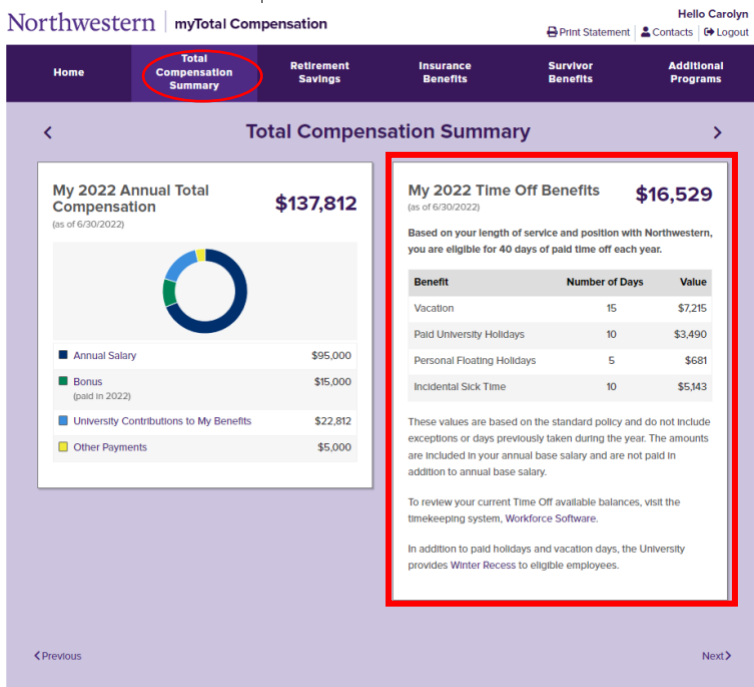 Northwestern | myTotal Compensation
Hello Carolyn
Print Statement | Contacts | Logout
Home
Total
Compensation
Summary
Retirement
Savings
Insurance
Benefits
Survivor
Benefits
Additional
Programs
Total Compensation Summary
My 2022 Annual Total
Compensation
$137,812
(as of 6/30/2022)
Annual Salary $95,000
Bonus $15,000
(paid in 2022)
University Contributions to My Benefits $22,812
Other Payments $5,000
My 2022 Time Off Benefits $16,529
(as of 6/30/2022)
Based on your length of service and position with Northwestern,
you are eligible for 40 days of paid time off each year.
Benefit Number of Days Value
Vacation 15 $7,215
Paid University Holidays 10 $3,490
Personal Floating Holidays 5 $681
Incidental Sick Time 10 $5,143
These values are based on the standard policy and do not include
exceptions or days previously taken during the year. The amounts
are included in your annual base salary and are not paid in
addition to annual base salary.
To review your current Time Off available balances, visit the
timekeeping system, Workforce Software.
In addition to paid holidays and vacation days, the University
provides Winter Recess to eligible employees.
Previous
Next